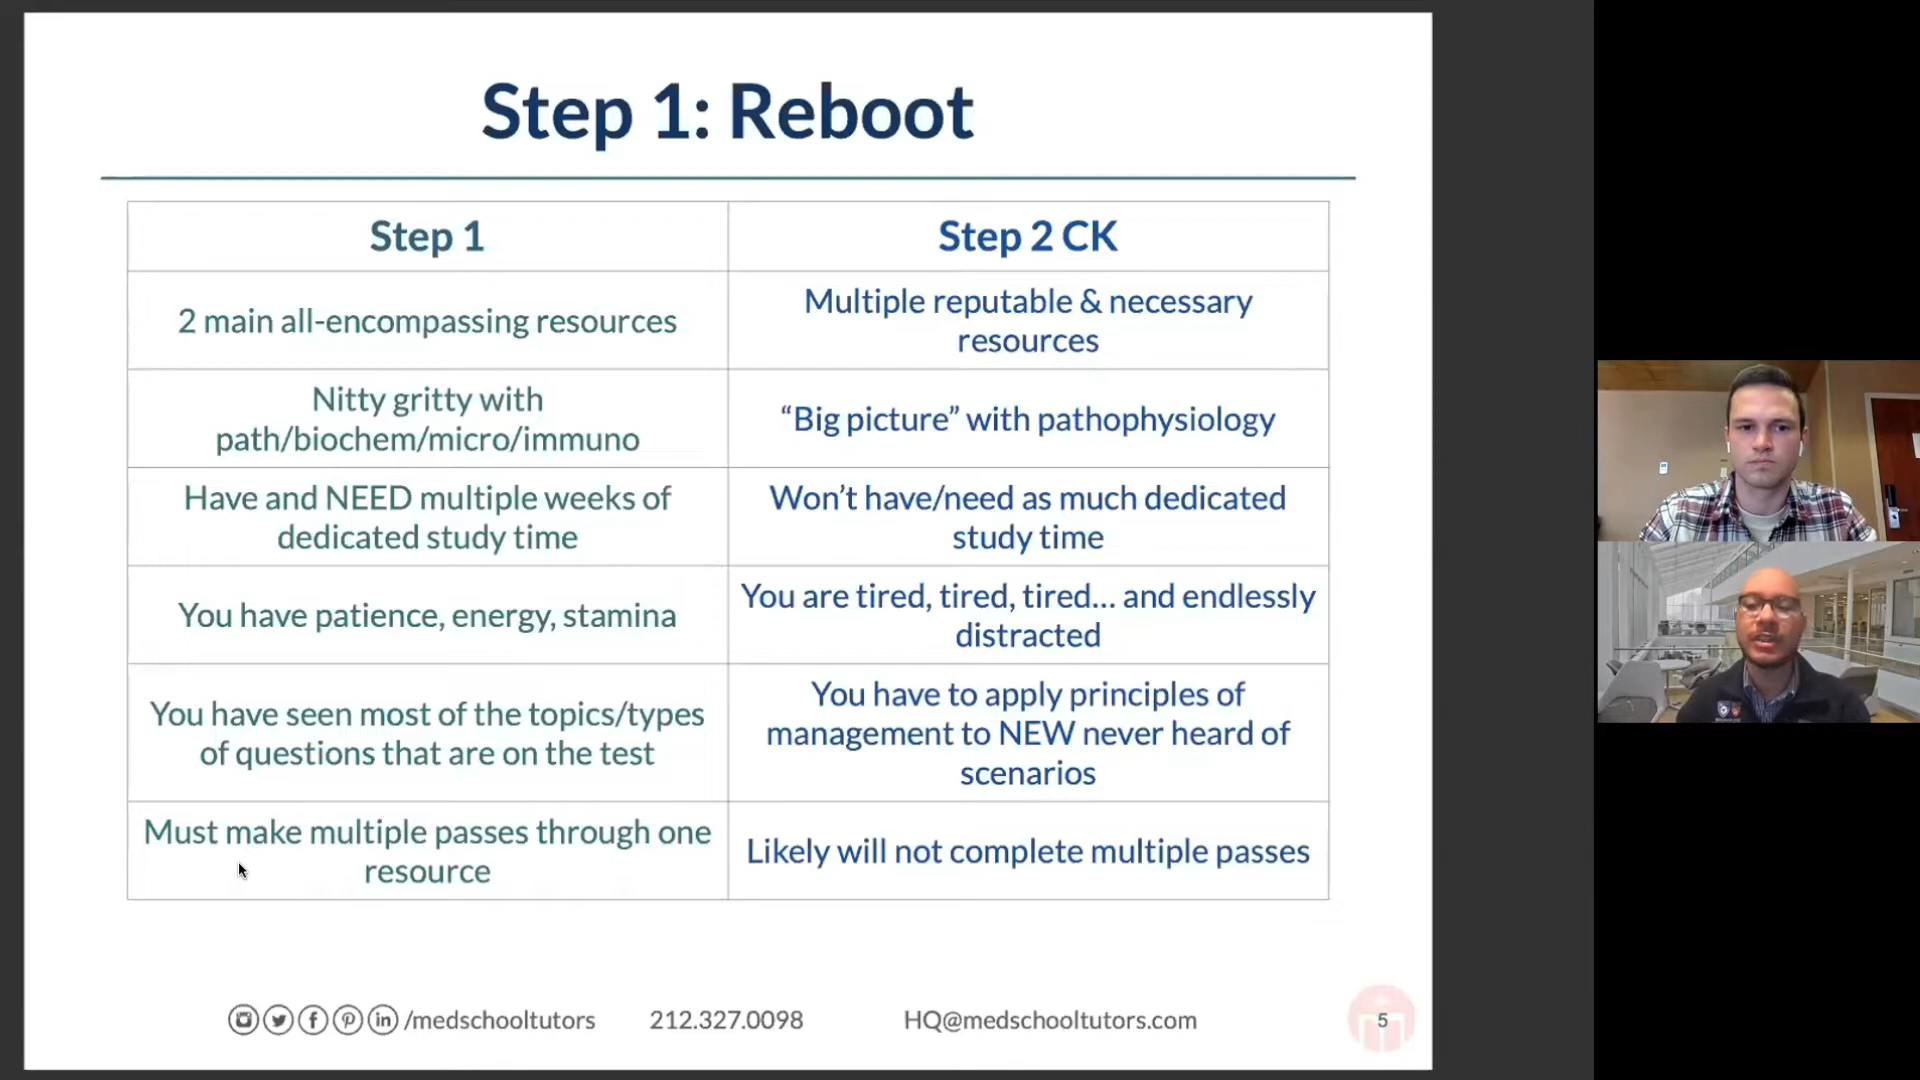 Step 1: Reboot
Step 1
Step 2 CK
2 main all-encompassing resources
Multiple reputable & necessary
resources
Nitty gritty with
path/biochem/micro/immuno
“Big picture” with pathophysiology
Have and NEED multiple weeks of
dedicated study time
Won’t have/need as much dedicated
study time
You have patience, energy, stamina
You are tired, tired, tired... and endlessly
distracted
You have seen most of the topics/types
of questions that are on the test
You have to apply principles of
management to NEW never heard of
scenarios
Must make multiple passes through one
resource
Likely will not complete multiple passes
/medschooltutors 212.327.0098 HQ@medschooltutors.com 5